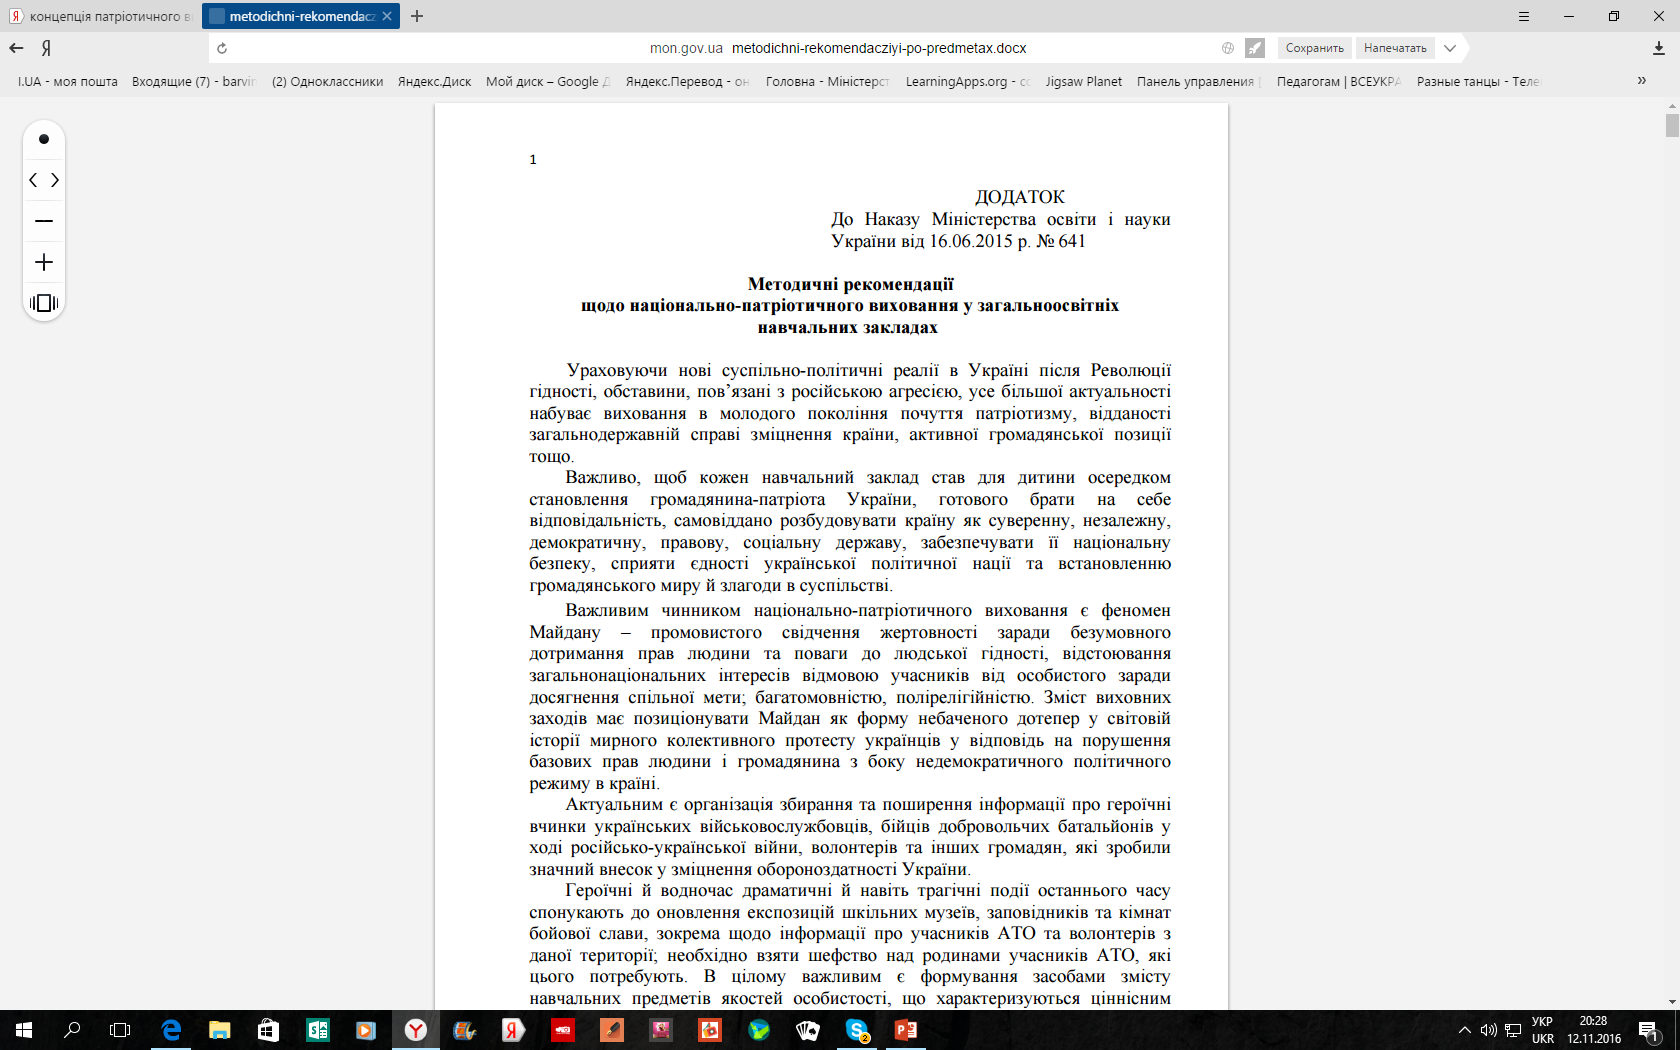 концепція патріотичного в
metodichni-rekomendac
mon.gov.ua metodichni-rekomendacziyi-po-predmetax.docx
Сохранить
Напечатать
I.UA - моя пошта
Входящие (7) - barvin
(2) Одноклассники
Яндекс.Диск
Мой диск – Google Д
Яндекс.Перевод - он
Головна - Міністерст
LearningApps.org - со
Jigsaw Planet
Панель управления
Педагогам | ВСЕУКРА
Разные танцы - Теле
»
1
ДОДАТОК
До Наказу Міністерства освіти і науки
України від 16.06.2015 р. № 641
Методичні рекомендації
щодо національно-патріотичного виховання у загальноосвітніх
навчальних закладах
Ураховуючи нові суспільно-політичні реалії в Україні після Революції
гідності, обставини, пов’язані з російською агресією, усе більшої актуальності
набуває виховання в молодого покоління почуття патріотизму, відданості
загальнодержавній справі зміцнення країни, активної громадянської позиції
тощо.
Важливо, щоб кожен навчальний заклад став для дитини осередком
становлення громадянина-патріота України, готового брати на себе
відповідальність, самовіддано розбудовувати країну як суверенну, незалежну,
демократичну, правову, соціальну державу, забезпечувати її національну
безпеку, сприяти єдності української політичної нації та встановленню
громадянського миру й злагоди в суспільстві.
Важливим чинником національно-патріотичного виховання є феномен
Майдану – промовистого свідчення жертовності заради безумовного
дотримання прав людини та поваги до людської гідності, відстоювання
загальнонаціональних інтересів відмовою учасників від особистого заради
досягнення спільної мети; багатомовністю, полірелігійністю. Зміст виховних
заходів має позиціонувати Майдан як форму небаченого дотепер у світовій
історії мирного колективного протесту українців у відповідь на порушення
базових прав людини і громадянина з боку недемократичного політичного
режиму в країні.
Актуальним є організація збирання та поширення інформації про героїчні
вчинки українських військовослужбовців, бійців добровольчих батальйонів у
ході російсько-української війни, волонтерів та інших громадян, які зробили
значний внесок у зміцнення обороноздатності України.
Героїчні й водночас драматичні й навіть трагічні події останнього часу
спонукають до оновлення експозицій шкільних музеїв, заповідників та кімнат
бойової слави, зокрема щодо інформації про учасників АТО та волонтерів з
даної території; необхідно взяти шефство над родинами учасників АТО, які
цього потребують. В цілому важливим є формування засобами змісту
навчальних предметів якостей особистості, що характеризуються ціннісним
УКР
UKR
20:28
12.11.2016